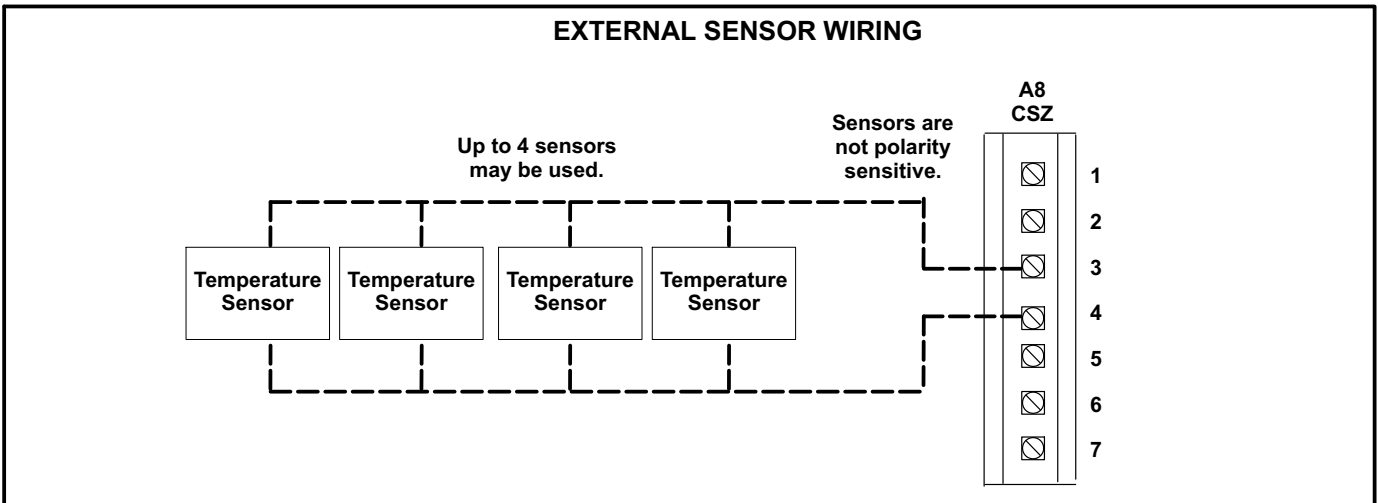 EXTERNAL SENSOR WIRING
A8
CSZ
Up to 4 sensors
may be used.
Sensors are
not polarity
sensitive.
1
2
3
4
5
6
7
Temperature
Sensor
Temperature
Sensor
Temperature
Sensor
Temperature
Sensor